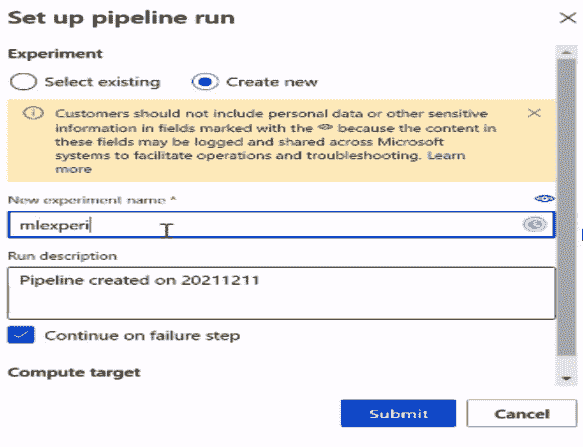 Set up pipeline run
Experiment
Select existing Create new
Customers should not include personal data or other sensitive
information in fields marked with the because the content in
these fields may be logged and shared across Microsoft
systems to facilitate operations and troubleshooting. Learn
more
New experiment name *
mlexperi
Run description
Pipeline created on 20211211
Continue on failure step
Compute target
Submit Cancel